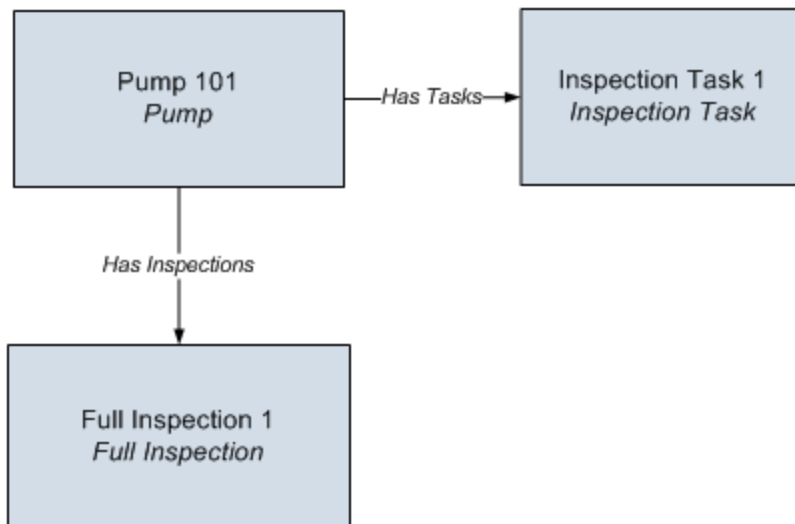 Pump 101
Pump
Has Tasks
Inspection Task 1
Inspection Task
Has Inspections
Full Inspection 1
Full Inspection